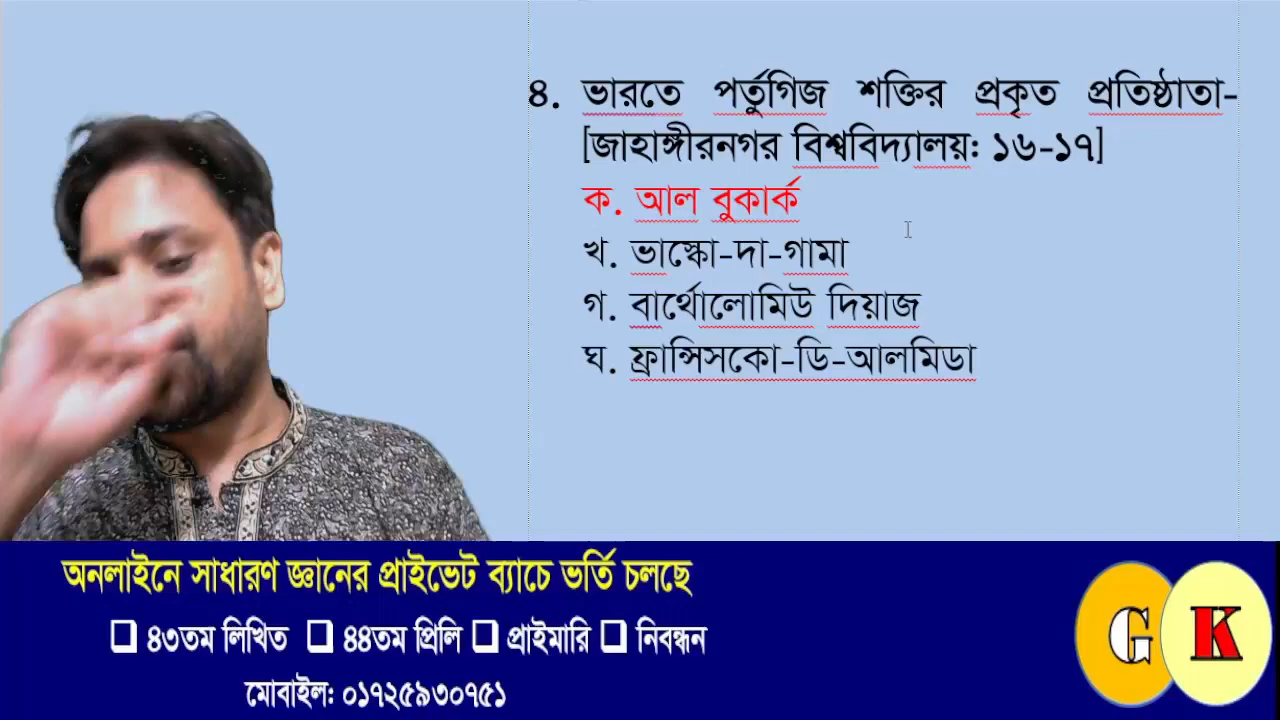 ৪. ভারতে পর্তুগিজ শক্তির প্রকৃত প্রতিষ্ঠাতা-
[জাহাঙ্গীরনগর বিশ্ববিদ্যালয়: ১৬-১৭]
ক. আল বুকার্ক
খ. ভাস্কো-দা-গামা
গ. বার্থোলোমিউ দিয়াজ
ঘ. ফ্রান্সিসকো-ডি-আলমিডা
অনলাইনে সাধারণ জ্ঞানের প্রাইভেট ব্যাচে ভর্তি চলছে
❑ ৪৩তম লিখিত ❑ ৪৪তম প্রিলি ❑ প্রাইমারি ❑ নিবন্ধন
মোবাইল: ০১৭২৫৯৩০৭৫১
G K